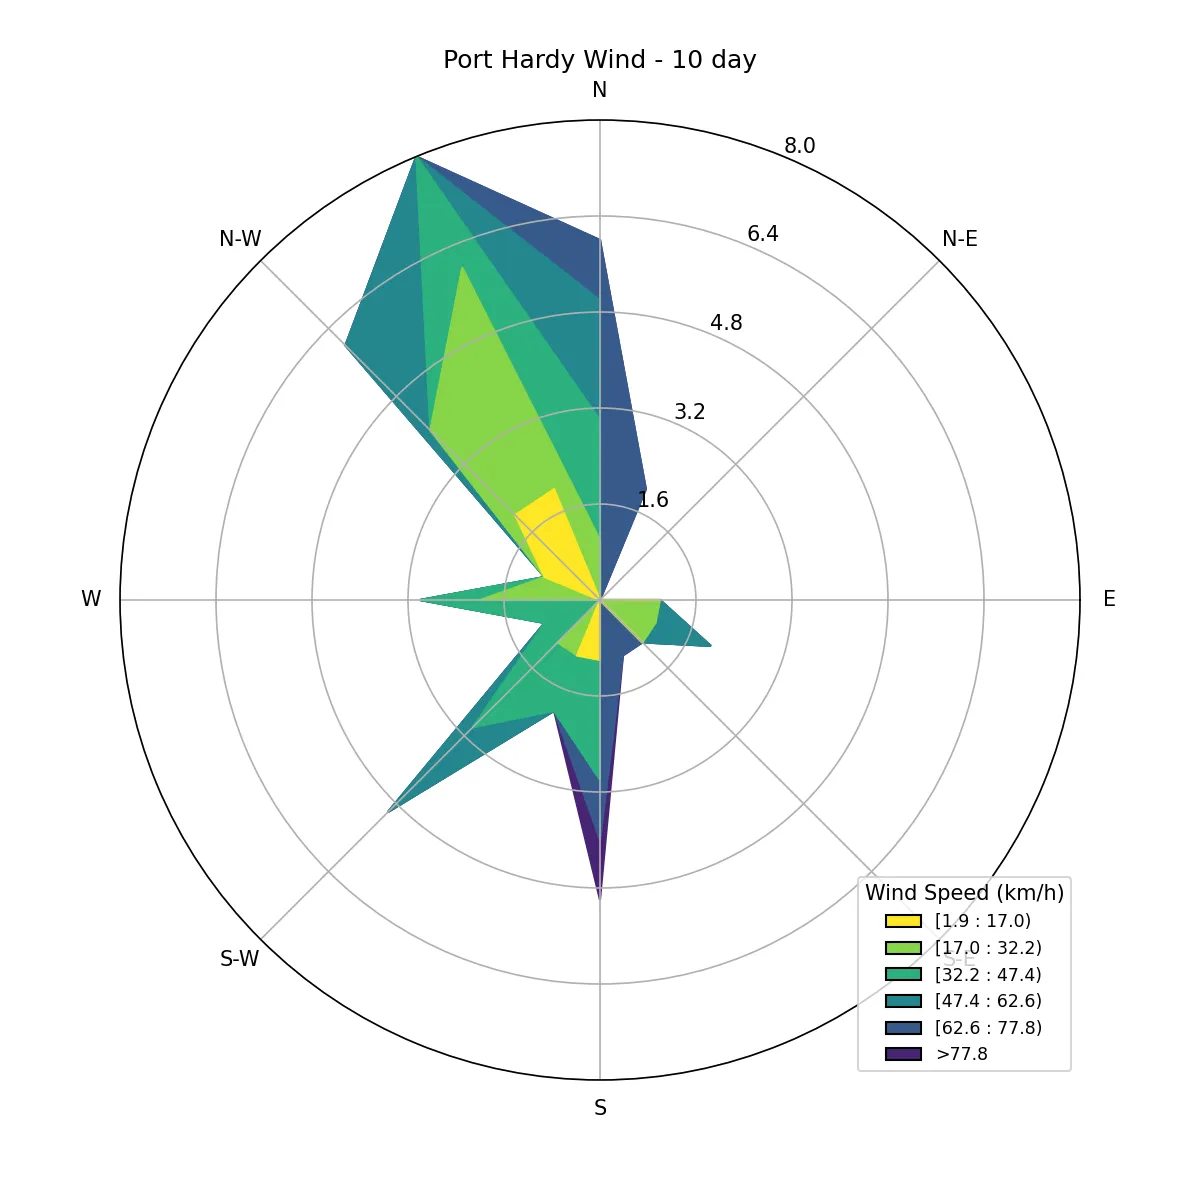 Port Hardy Wind - 10 day
N
8.0
N-W
N-E
6.4
4.8
3.2
1.6
W
E
Wind Speed (km/h)
[1.9 : 17.0)
[17.0 : 32.2)
S-W
S-E
[32.2 : 47.4)
[47.4 : 62.6)
[62.6 : 77.8)
>77.8
S